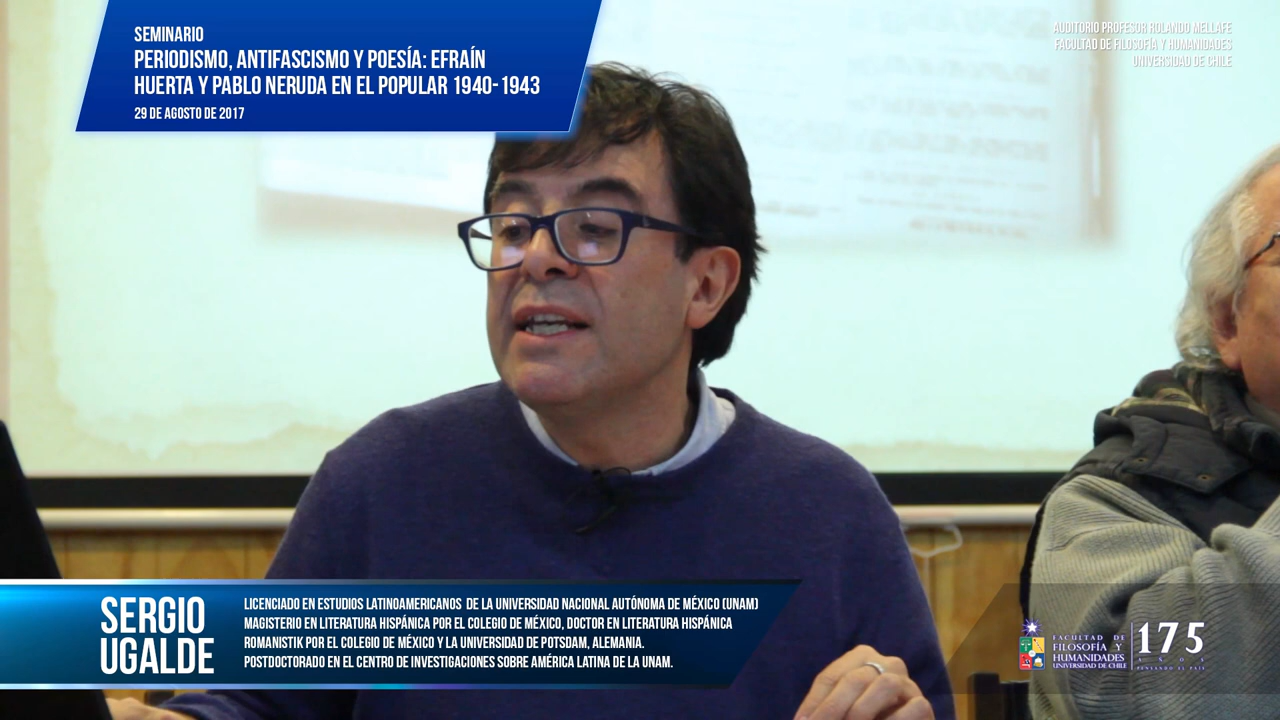 SEMINARIO
PERIODISMO, ANTIFASCISMO Y POESÍA: EFRAÍN
HUERTA Y PABLO NERUDA EN EL POPULAR 1940-1943
29 DE AGOSTO DE 2017
AUDITORIO PROFESOR ROLANDO MELLAFE
FACULTAD DE FILOSOFÍA Y HUMANIDADES
UNIVERSIDAD DE CHILE
SERGIO
UGALDE
LICENCIADO EN ESTUDIOS LATINOAMERICANOS DE LA UNIVERSIDAD NACIONAL AUTÓNOMA DE MÉXICO (UNAM)
MAGISTERIO EN LITERATURA HISPÁNICA POR EL COLEGIO DE MÉXICO, DOCTOR EN LITERATURA HISPÁNICA
ROMANISTIK POR EL COLEGIO DE MÉXICO Y LA UNIVERSIDAD DE POTSDAM, ALEMANIA.
POSTDOCTORADO EN EL CENTRO DE INVESTIGACIONES SOBRE AMÉRICA LATINA DE LA UNAM.
FACULTAD DE
FILOSOFÍA Y
HUMANIDADES
UNIVERSIDAD DE CHILE
175
AÑOS
PENSANDO EL PAÍS